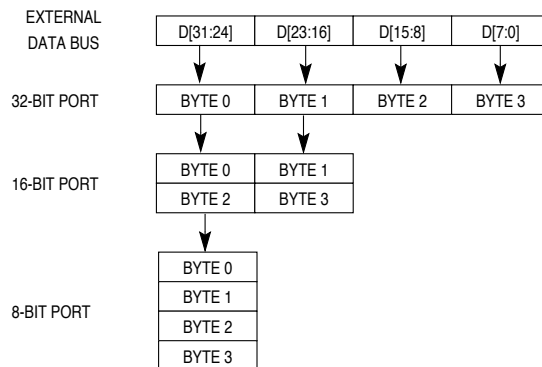 EXTERNAL
DATA BUS
D[31:24] D[23:16] D[15:8] D[7:0]
32-BIT PORT
BYTE 0 BYTE 1 BYTE 2 BYTE 3
16-BIT PORT
BYTE 0 BYTE 1
BYTE 2 BYTE 3
8-BIT PORT
BYTE 0
BYTE 1
BYTE 2
BYTE 3